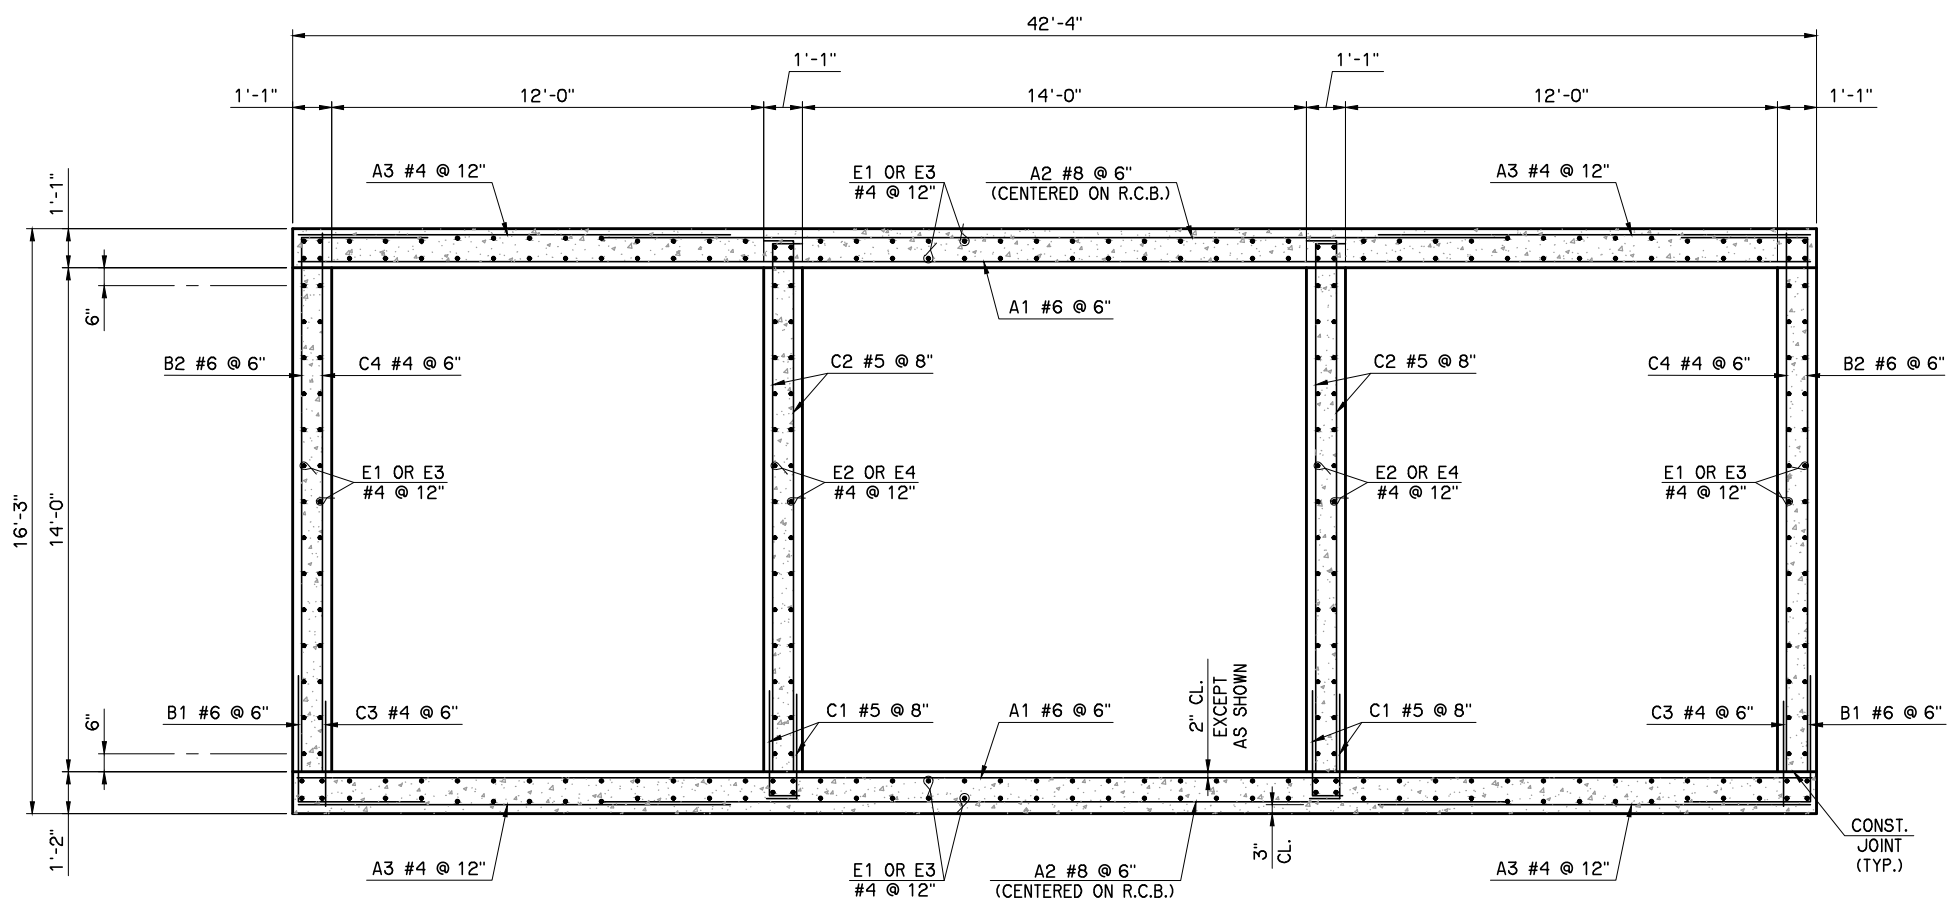 42'-4"
1'-1"
1'-1"
1'-1"
12'-0"
14'-0"
12'-0"
1'-1"
A3 #4 @ 12"
E1 OR E3
#4 @ 12"
A2 #8 @ 6"
(CENTERED ON R.C.B.)
A3 #4 @ 12"
1'-1"
6"
A1 #6 @ 6"
B2 #6 @ 6"
C4 #4 @ 6"
C2 #5 @ 8"
C2 #5 @ 8"
C4 #4 @ 6"
B2 #6 @ 6"
16'-3"
14'-0"
E1 OR E3
#4 @ 12"
E2 OR E4
#4 @ 12"
E2 OR E4
#4 @ 12"
E1 OR E3
#4 @ 12"
6"
B1 #6 @ 6"
C3 #4 @ 6"
C1 #5 @ 8"
A1 #6 @ 6"
2" CL.
EXCEPT
AS SHOWN
C1 #5 @ 8"
C3 #4 @ 6"
B1 #6 @ 6"
1'-2"
A3 #4 @ 12"
E1 OR E3
#4 @ 12"
A2 #8 @ 6"
(CENTERED ON R.C.B.)
3"
CL.
A3 #4 @ 12"
CONST.
JOINT
(TYP.)